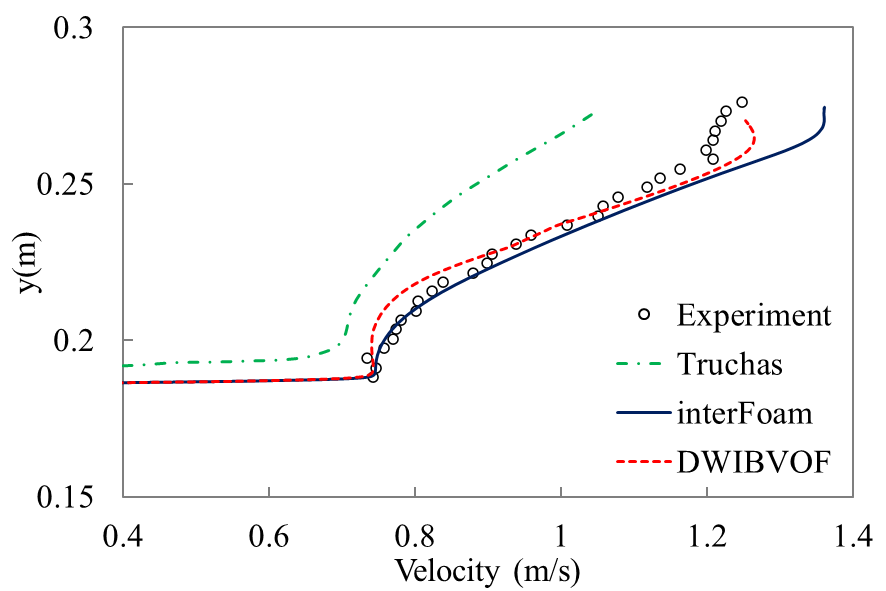 0.3
0.25
0.2
0.15
y(m)
Experiment
Truchas
interFoam
DWIBVOF
0.4 0.6 0.8 1 1.2 1.4
Velocity (m/s)